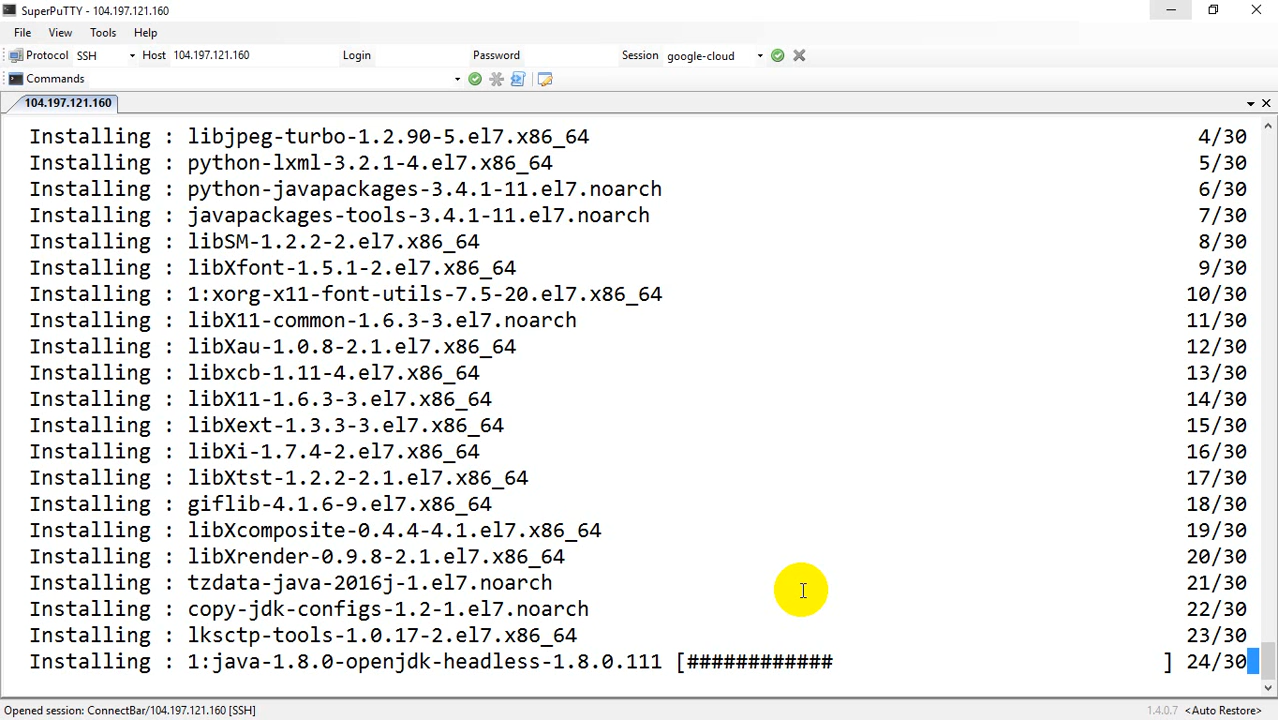 SuperPuTTY - 104.197.121.160
File View Tools Help
Protocol SSH Host 104.197.121.160 Login Password Session google-cloud
Commands
104.197.121.160
Installing : libjpeg-turbo-1.2.90-5.el7.x86_64 4/30
Installing : python-lxml-3.2.1-4.el7.x86_64 5/30
Installing : python-javapackages-3.4.1-11.el7.noarch 6/30
Installing : javapackages-tools-3.4.1-11.el7.noarch 7/30
Installing : libSM-1.2.2-2.el7.x86_64 8/30
Installing : libXfont-1.5.1-2.el7.x86_64 9/30
Installing : 1:xorg-x11-font-utils-7.5-20.el7.x86_64 10/30
Installing : libX11-common-1.6.3-3.el7.noarch 11/30
Installing : libXau-1.0.8-2.1.el7.x86_64 12/30
Installing : libxcb-1.11-4.el7.x86_64 13/30
Installing : libX11-1.6.3-3.el7.x86_64 14/30
Installing : libXext-1.3.3-3.el7.x86_64 15/30
Installing : libXi-1.7.4-2.el7.x86_64 16/30
Installing : libXtst-1.2.2-2.1.el7.x86_64 17/30
Installing : giflib-4.1.6-9.el7.x86_64 18/30
Installing : libXcomposite-0.4.4-4.1.el7.x86_64 19/30
Installing : libXrender-0.9.8-2.1.el7.x86_64 20/30
Installing : tzdata-java-2016j-1.el7.noarch 21/30
Installing : copy-jdk-configs-1.2-1.el7.noarch 22/30
Installing : lksctp-tools-1.0.17-2.el7.x86_64 23/30
Installing : 1:java-1.8.0-openjdk-headless-1.8.0.111 [############ ] 24/30
Opened session: ConnectBar/104.197.121.160 [SSH] 1.4.0.7 <Auto Restore>